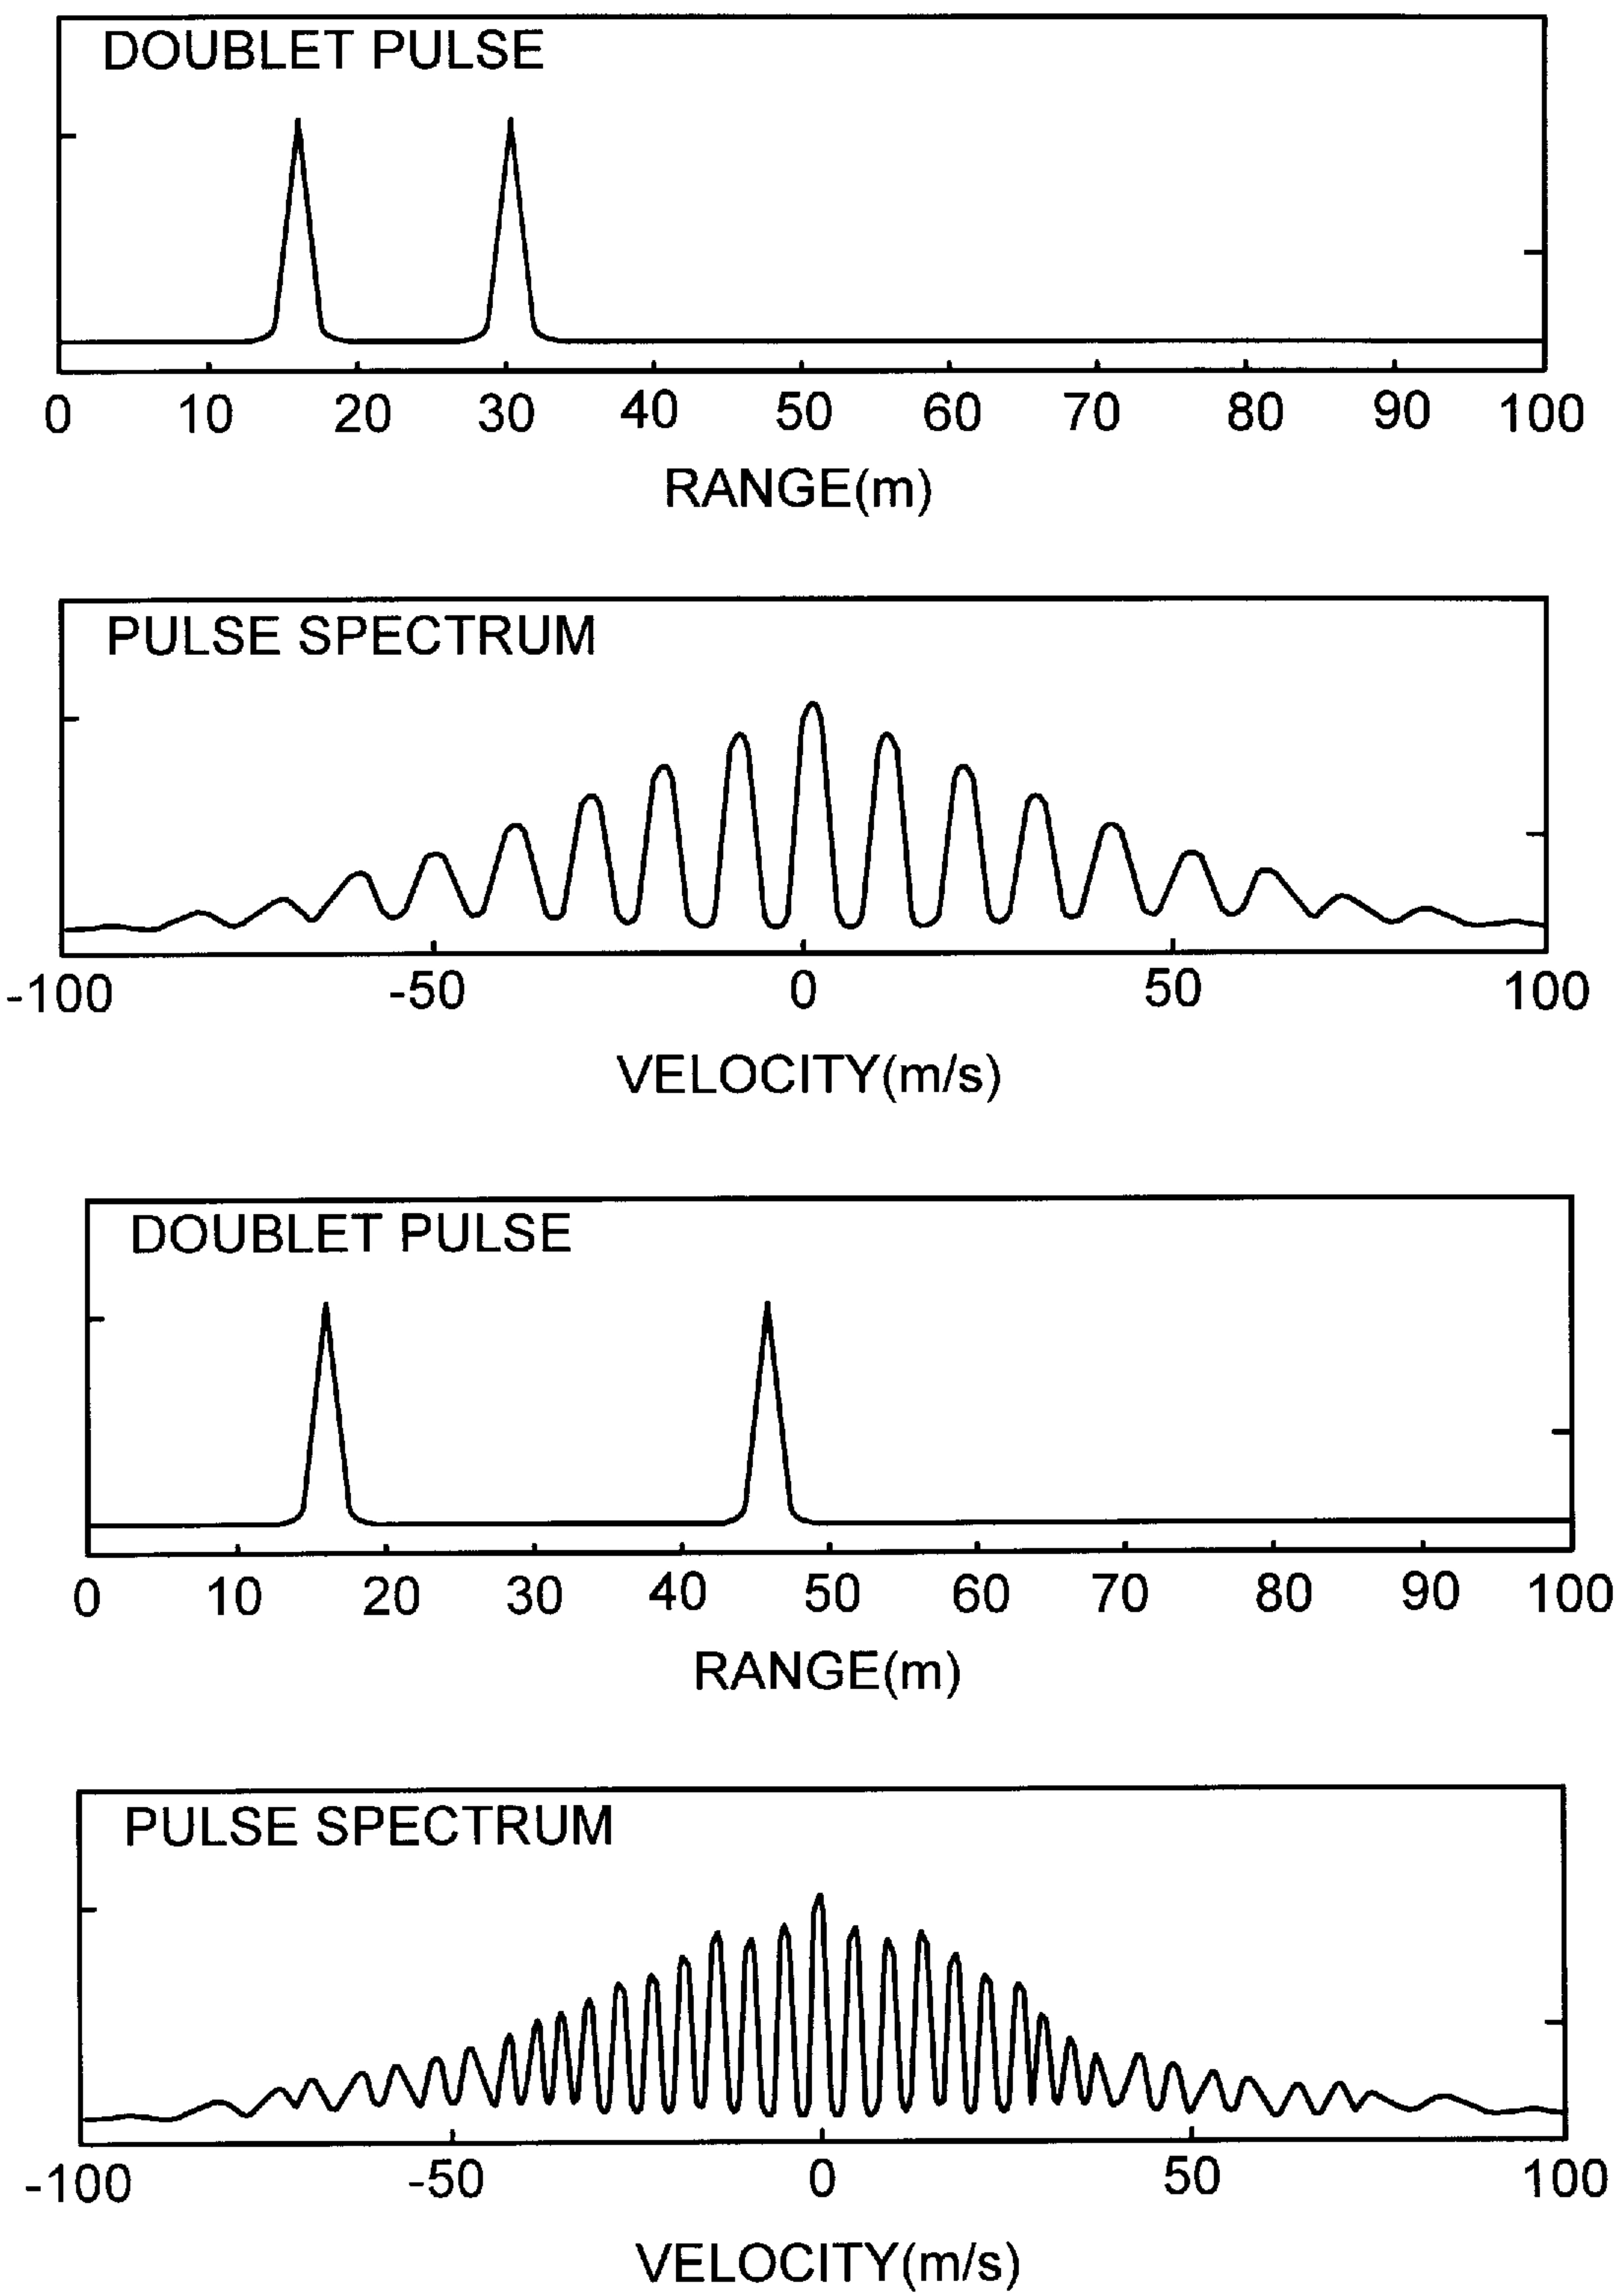 DOUBLET PULSE
0 10 20 30 40 50 60 70 80 90 100
RANGE(m)
PULSE SPECTRUM
-100 -50 0 50 100
VELOCITY(m/s)
DOUBLET PULSE
0 10 20 30 40 50 60 70 80 90 100
RANGE(m)
PULSE SPECTRUM
-100 -50 0 50 100
VELOCITY(m/s)